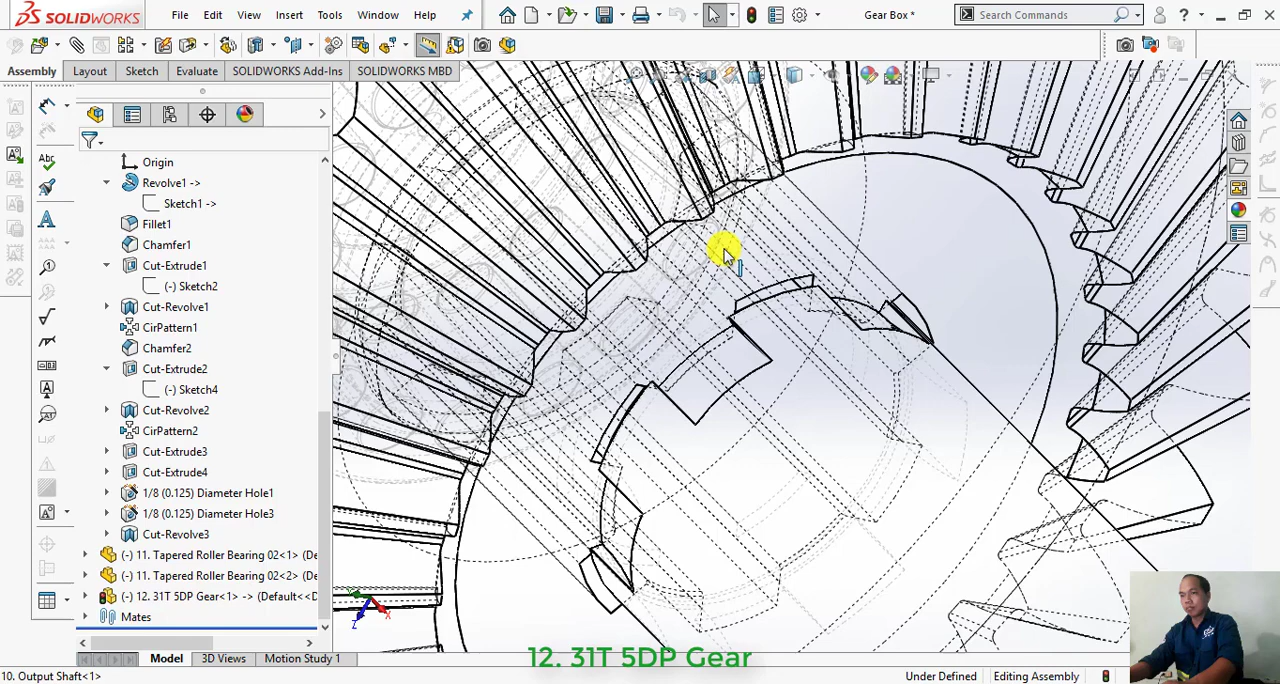 SOLIDWORKS File Edit View Insert Tools Window Help Gear Box * Search Commands
Assembly Layout Sketch Evaluate SOLIDWORKS Add-Ins SOLIDWORKS MBD
Origin
Revolve1 ->
Sketch1 ->
Fillet1
Chamfer1
Cut-Extrude1
(-) Sketch2
Cut-Revolve1
CirPattern1
Chamfer2
Cut-Extrude2
(-) Sketch4
Cut-Revolve2
CirPattern2
Cut-Extrude3
Cut-Extrude4
1/8 (0.125) Diameter Hole1
1/8 (0.125) Diameter Hole3
Cut-Revolve3
(-) 11. Tapered Roller Bearing 02<1> (De
(-) 11. Tapered Roller Bearing 02<2> (De
(-) 12. 31T 5DP Gear<1> -> (Default<<D
Mates
Model 3D Views Motion Study 1
12. 31T 5DP Gear
10. Output Shaft<1> Under Defined Editing Assembly